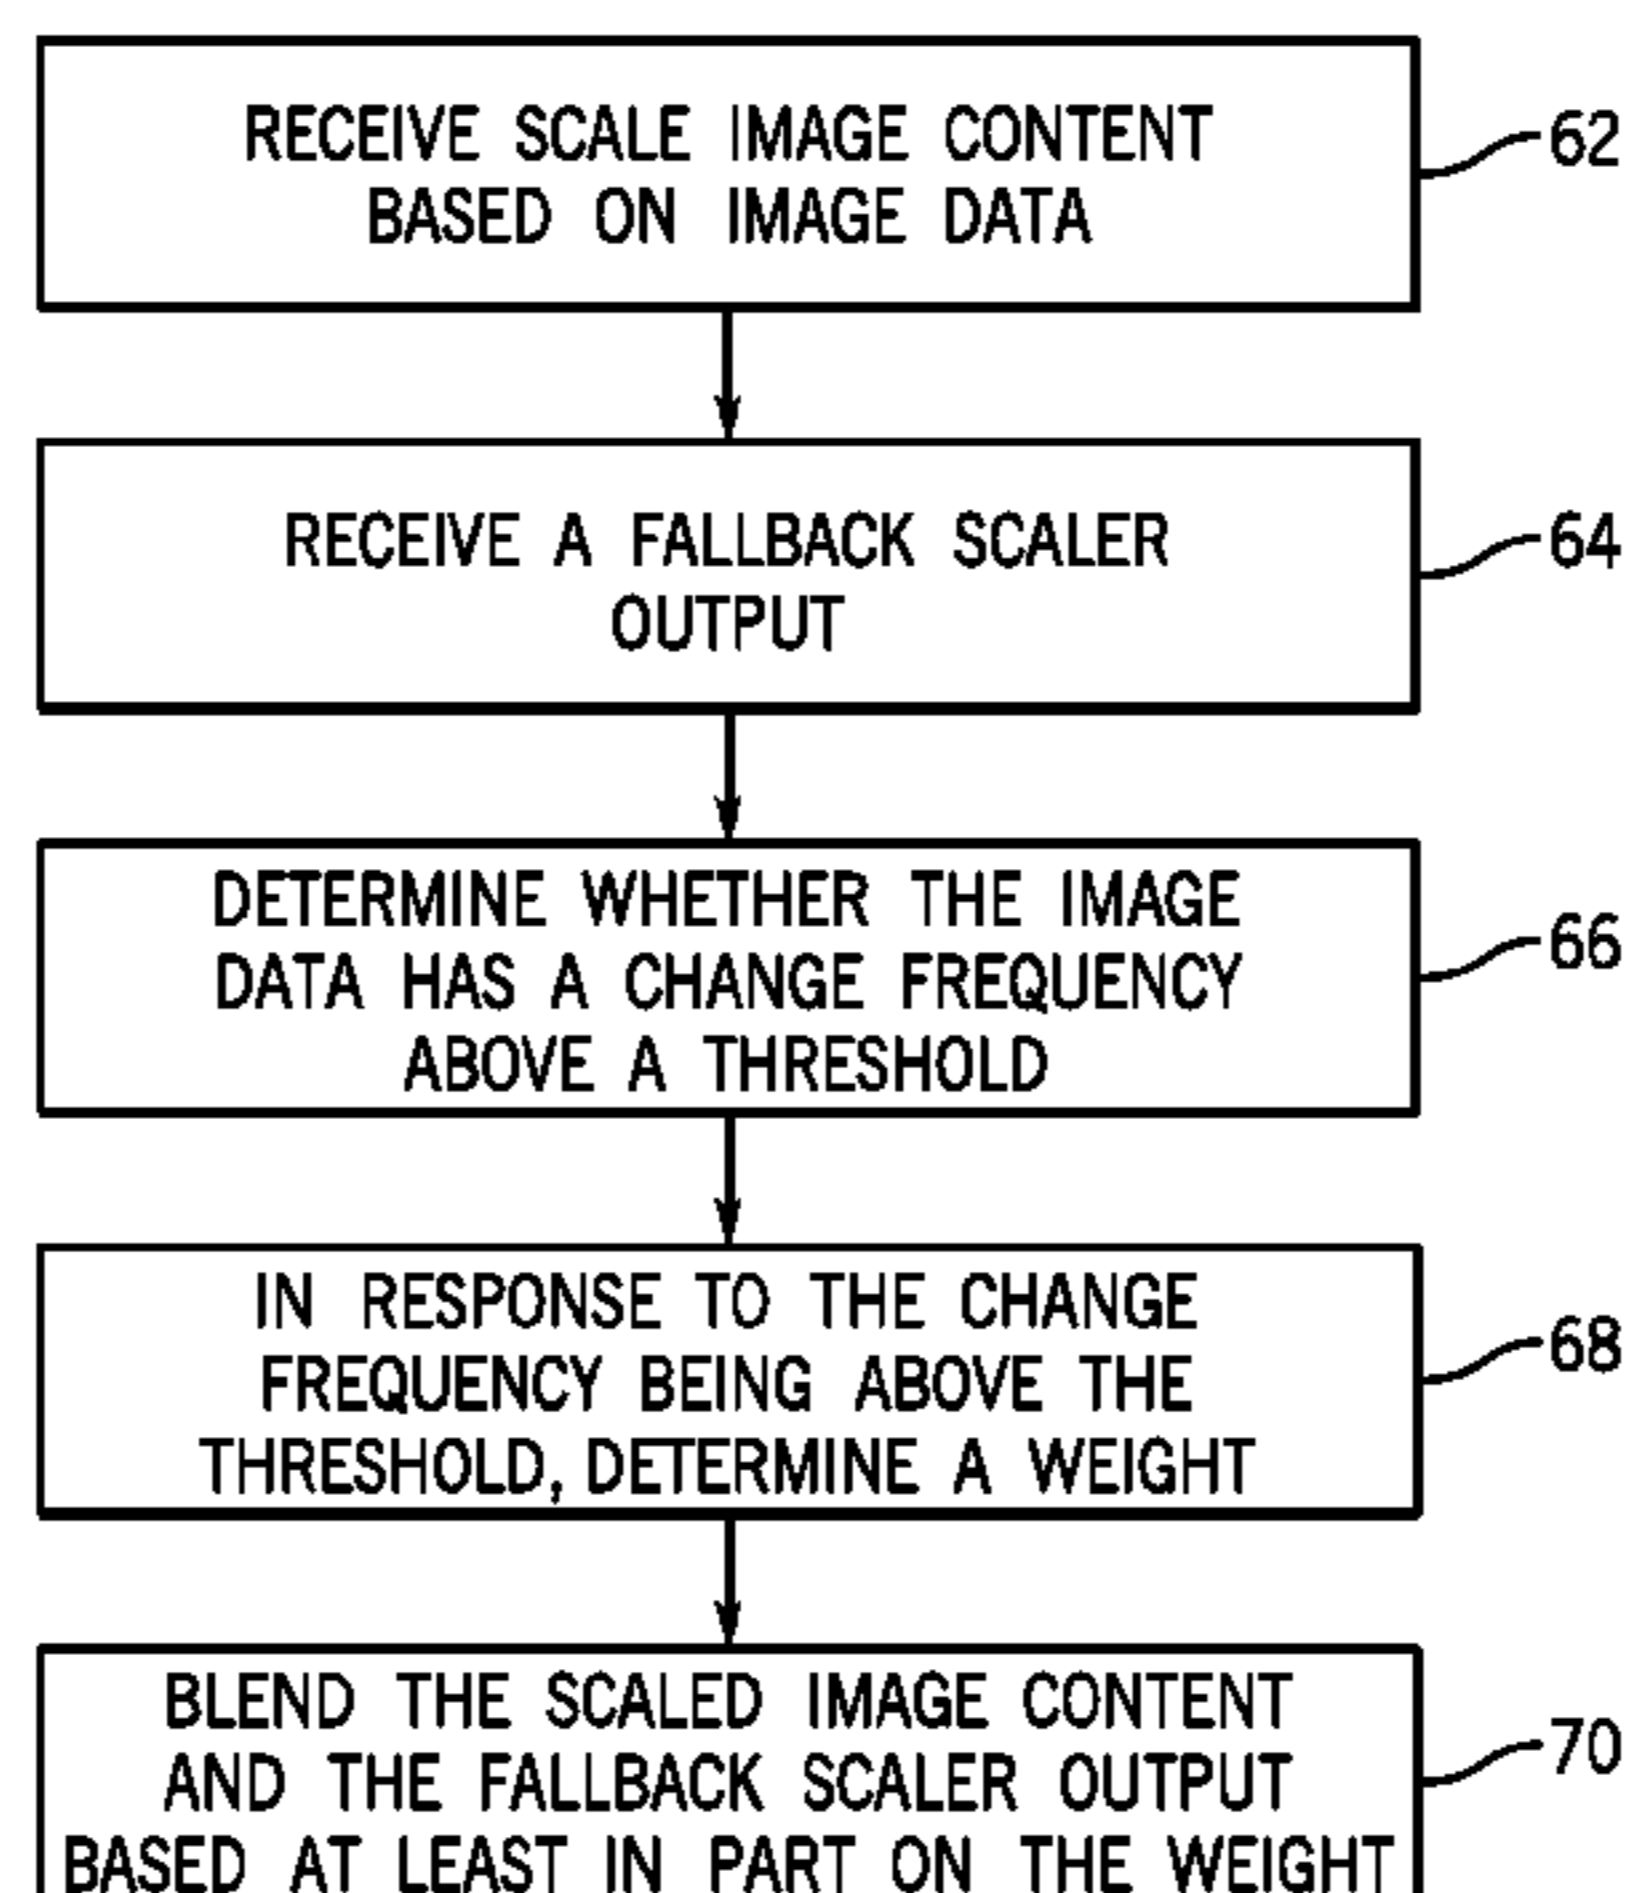 RECEIVE SCALE IMAGE CONTENT
BASED ON IMAGE DATA
62
RECEIVE A FALLBACK SCALER
OUTPUT
64
DETERMINE WHETHER THE IMAGE
DATA HAS A CHANGE FREQUENCY
ABOVE A THRESHOLD
66
IN RESPONSE TO THE CHANGE
FREQUENCY BEING ABOVE THE
THRESHOLD, DETERMINE A WEIGHT
68
BLEND THE SCALED IMAGE CONTENT
AND THE FALLBACK SCALER OUTPUT
BASED AT LEAST IN PART ON THE WEIGHT
70